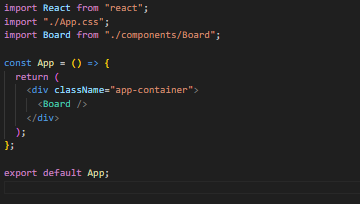 import React from "react";
import "./App.css";
import Board from "./components/Board";

const App = () => {
  return (
    <div className="app-container">
      <Board />
    </div>
  );
};

export default App;